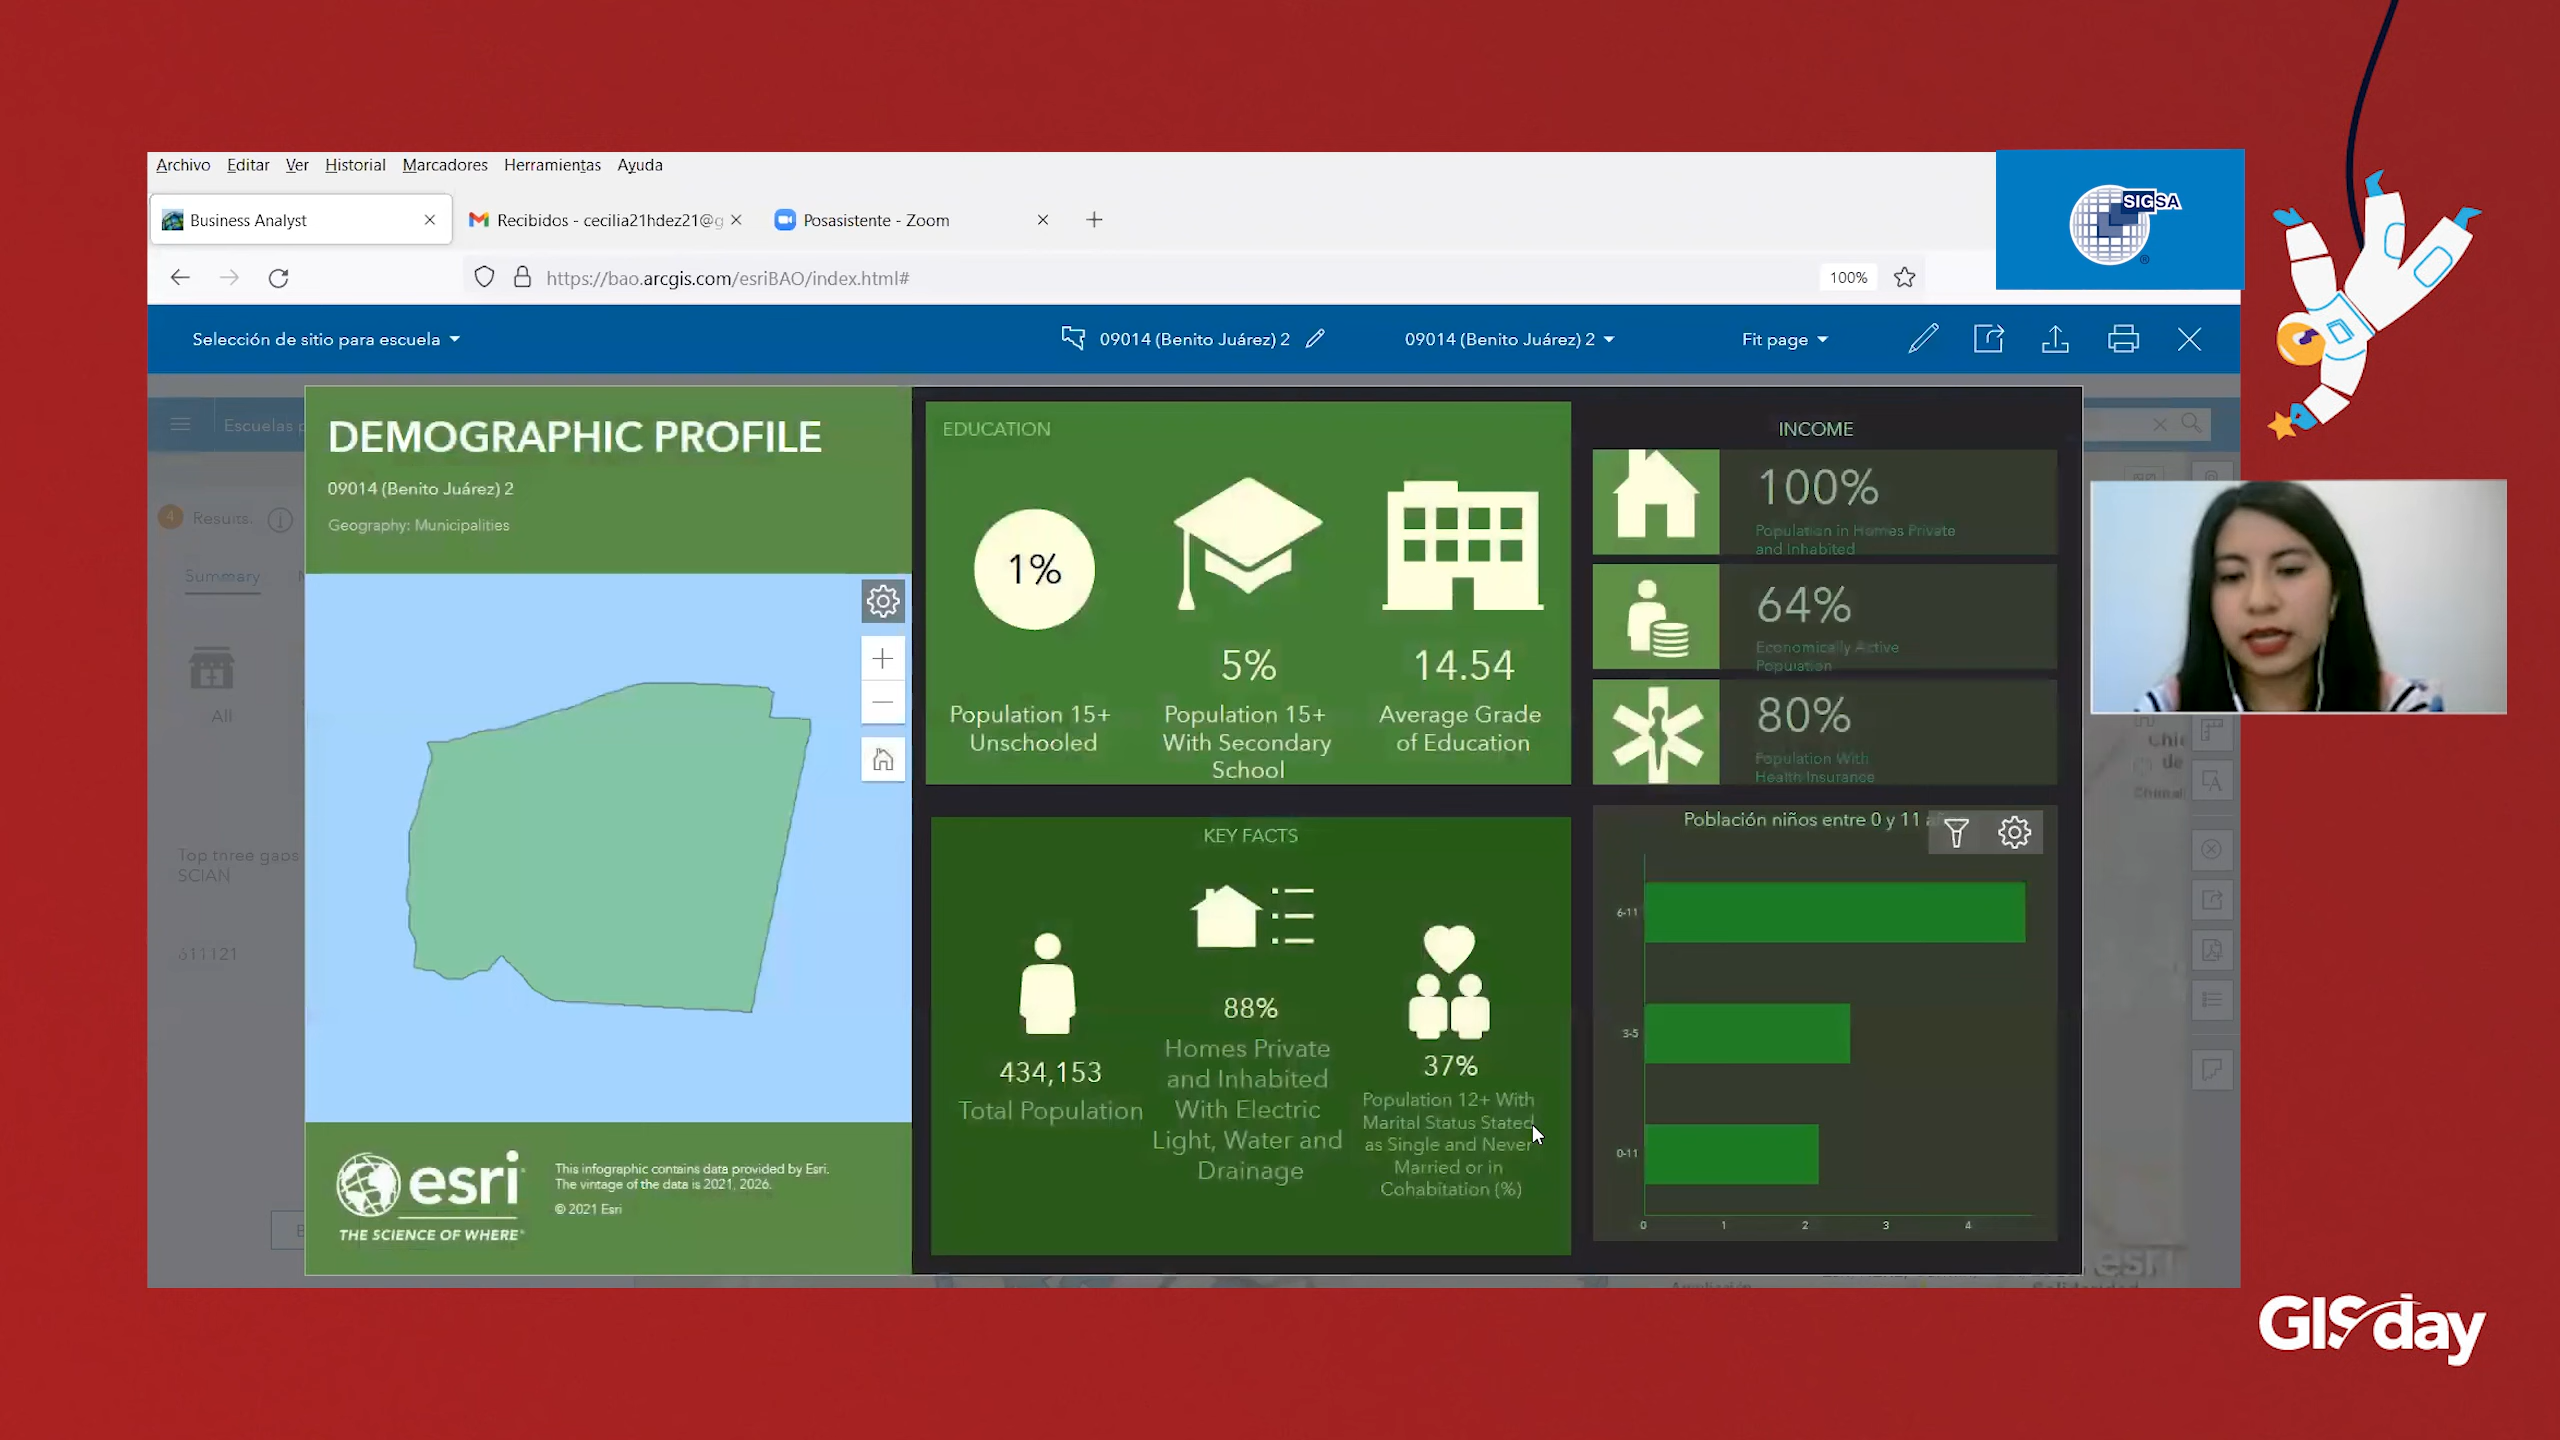 Archivo Editar Ver Historial Marcadores Herramientas Ayuda
Business Analyst
Recibidos - cecilia21hdez21@g
Posasistente - Zoom
https://bao.arcgis.com/esriBAO/index.html#
100%
SIGSA
Selección de sitio para escuela
09014 (Benito Juárez) 2
09014 (Benito Juárez) 2
Fit page
Escuelas
4 Results.
Summary
All
Top three gaps
SCIAN
611121
DEMOGRAPHIC PROFILE
09014 (Benito Juárez) 2
Geography: Municipalities
esri
THE SCIENCE OF WHERE
This infographic contains data provided by Esri.
The vintage of the data is 2021, 2026.
© 2021 Esri
EDUCATION
1%
Population 15+
Unschooled
5%
Population 15+
With Secondary
School
14.54
Average Grade
of Education
INCOME
100%
Population in Homes Private
and Inhabited
64%
Economically Active
Population
80%
Population With
Health Insurance
KEY FACTS
434,153
Total Population
88%
Homes Private
and Inhabited
With Electric
Light, Water and
Drainage
37%
Population 12+ With
Marital Status Stated
as Single and Never
Married or in
Cohabitation (%)
Población niños entre 0 y 11
6-11
3-5
0-11
0 1 2 3 4
esri
GISday